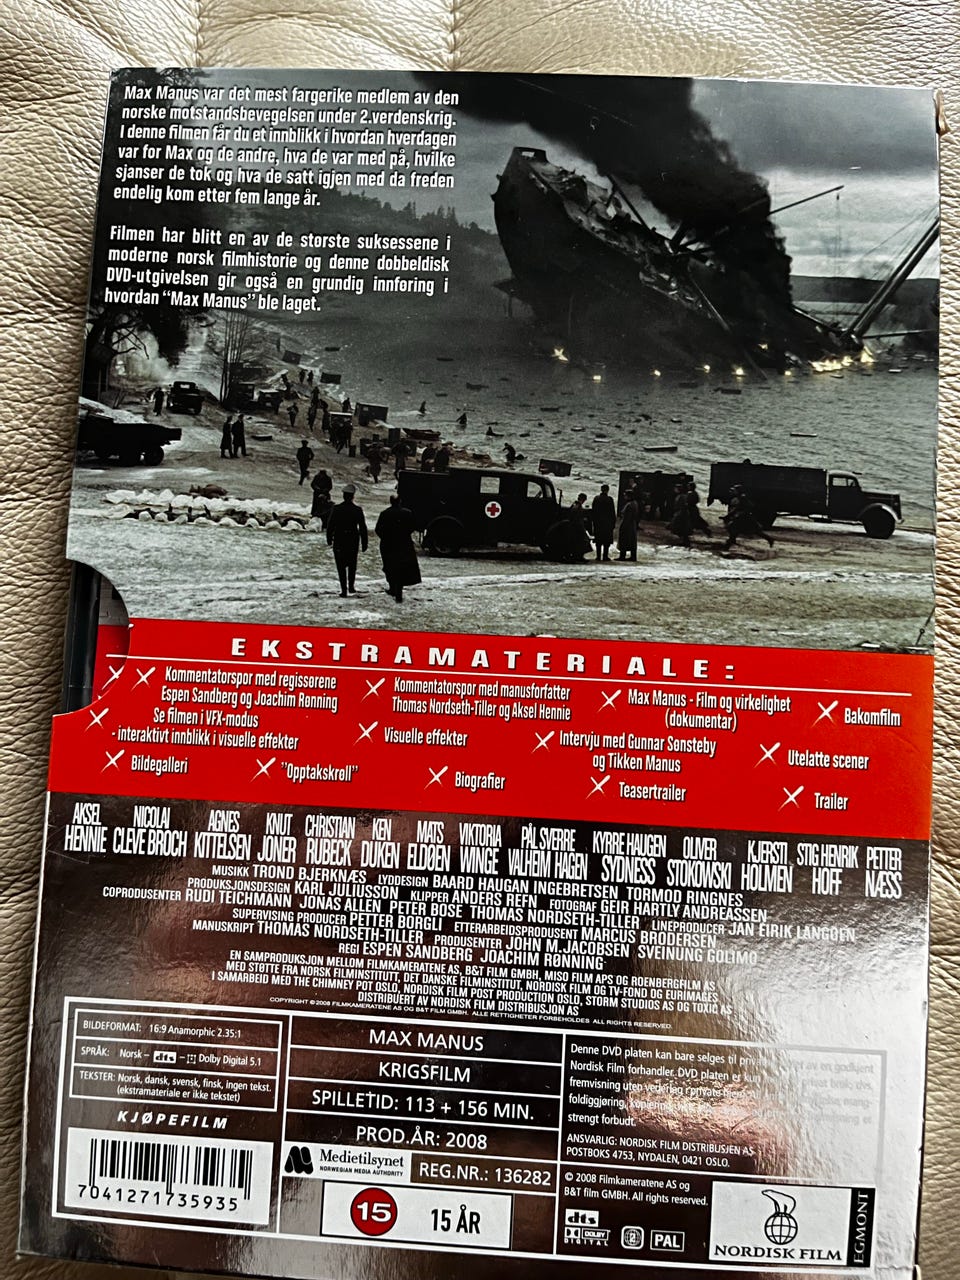 Max Manus var det mest fargerike medlem av den
norske motstandsbevegelsen under 2.verdenskrig.
I denne filmen får du et innblikk i hvordan hverdagen
var for Max og de andre, hva de var med på, hvilke
sjanser de tok og hva de satt igjen med da freden
endelig kom etter fem lange år.
Filmen har blitt en av de største suksessene i
moderne norsk filmhistorie og denne dobbeldisk
DVD-utgivelsen gir også en grundig innføring i
hvordan "Max Manus" ble laget.
EKSTRAMATERIALE:
Kommentatorspor med regissørene
Espen Sandberg og Joachim Rønning
Kommentatorspor med manusforfatter
Thomas Nordseth-Tiller og Aksel Hennie
Max Manus - Film og virkelighet
(dokumentar)
Bakomfilm
Se filmen i VFX-modus
- interaktivt innblikk i visuelle effekter
Visuelle effekter
Intervju med Gunnar Sønsteby
og Tikken Manus
Utelatte scener
Bildegalleri
"Opptakskrøll"
Biografier
Teasertrailer
Trailer
AKSEL HENNIE NICOLAI CLEVE BROCH AGNES KITTELSEN KNUT JONER CHRISTIAN RUBECK KEN DUKEN MATS ELDØEN VIKTORIA WINGE PÅL SVERRE VALHEIM HAGEN KYRRE HAUGEN SYDNESS OLIVER STOKOWSKI KJERSTI HOLMEN STIG HENRIK HOFF PETTER NÆSS
MUSIKK TROND BJERKNÆS LYDDESIGN BAARD HAUGAN INGEBRETSEN TORMOD RINGNES
PRODUKSJONSDESIGN KARL JULIUSSON KLIPPER ANDERS REFN FOTOGRAF GEIR HARTLY ANDREASSEN
COPRODUSENTER RUDI TEICHMANN JONAS ALLEN PETER BOSE THOMAS NORDSETH-TILLER LINEPRODUCER JAN EIRIK LANGØEN
SUPERVISING PRODUCER PETTER BORGLI ETTERARBEIDSPRODUSENT MARCUS BRODERSEN
MANUSKRIPT THOMAS NORDSETH-TILLER PRODUSENTER JOHN M.JACOBSEN SVEINUNG GOLIMO
REGI ESPEN SANDBERG JOACHIM RØNNING
EN SAMPRODUKSJON MELLOM FILMKAMERATENE AS, B&T FILM GMBH, MISO FILM APS OG ROENBERGFILM AS
MED STØTTE FRA NORSK FILMINSTITUTT, DET DANSKE FILMINSTITUT, NORDISK FILM OG TV-FOND OG EURIMAGES
I SAMARBEID MED THE CHIMNEY POT OSLO, NORDISK FILM POST PRODUCTION OSLO, STORM STUDIOS AS OG TOXIC AS
DISTRIBUERT AV NORDISK FILM DISTRIBUSJON AS
COPYRIGHT ©2008 FILMKAMERATENE AS OG B&T FILM GMBH. ALLE RETTIGHETER FORBEHOLDES ALL RIGHTS RESERVED.
BILDEFORMAT: 16:9 Anamorphic 2.35:1
SPRÅK: Norsk – dts – Dolby Digital 5.1
TEKSTER: Norsk, dansk, svensk, finsk, ingen tekst.
(ekstramateriale er ikke tekstet)
KJØPEFILM
7041271735935
MAX MANUS
KRIGSFILM
SPILLETID: 113 + 156 MIN.
PROD.ÅR: 2008
Medietilsynet
NORWEGIAN MEDIA AUTHORITY
REG.NR.: 136282
15
15 ÅR
Denne DVD platen kan bare selges til av en godkjent
Nordisk Film forhandler. DVD platen er kun
fremvisning uten
foldiggjøring,
strengt forbudt.
ANSVARLIG: NORDISK FILM DISTRIBUSJEN AS
POSTBOKS 4753, NYDALEN, 0421 OSLO.
© 2008 Filmkameratene AS og
B&T film GMBH. All rights reserved.
dts
DOLBY
DIGITAL
2
PAL
NORDISK FILM
EGMONT